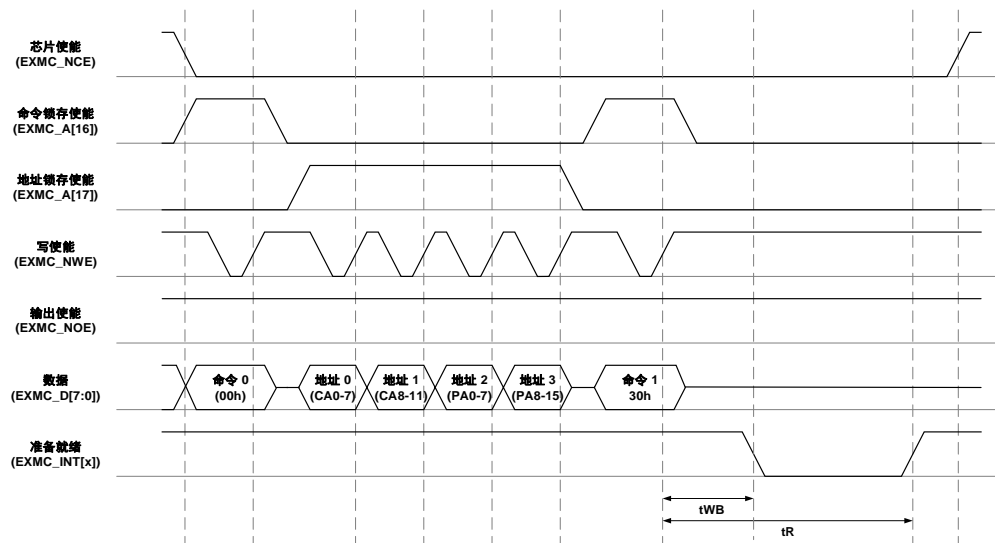 芯片使能
(EXMC_NCE)
命令锁存使能
(EXMC_A[16])
地址锁存使能
(EXMC_A[17])
写使能
(EXMC_NWE)
输出使能
(EXMC_NOE)
数据
(EXMC_D[7:0])
命令 0
(00h)
地址 0
(CA0-7)
地址 1
(CA8-11)
地址 2
(PA0-7)
地址 3
(PA8-15)
命令 1
30h
准备就绪
(EXMC_INT[x])
tWB
tR